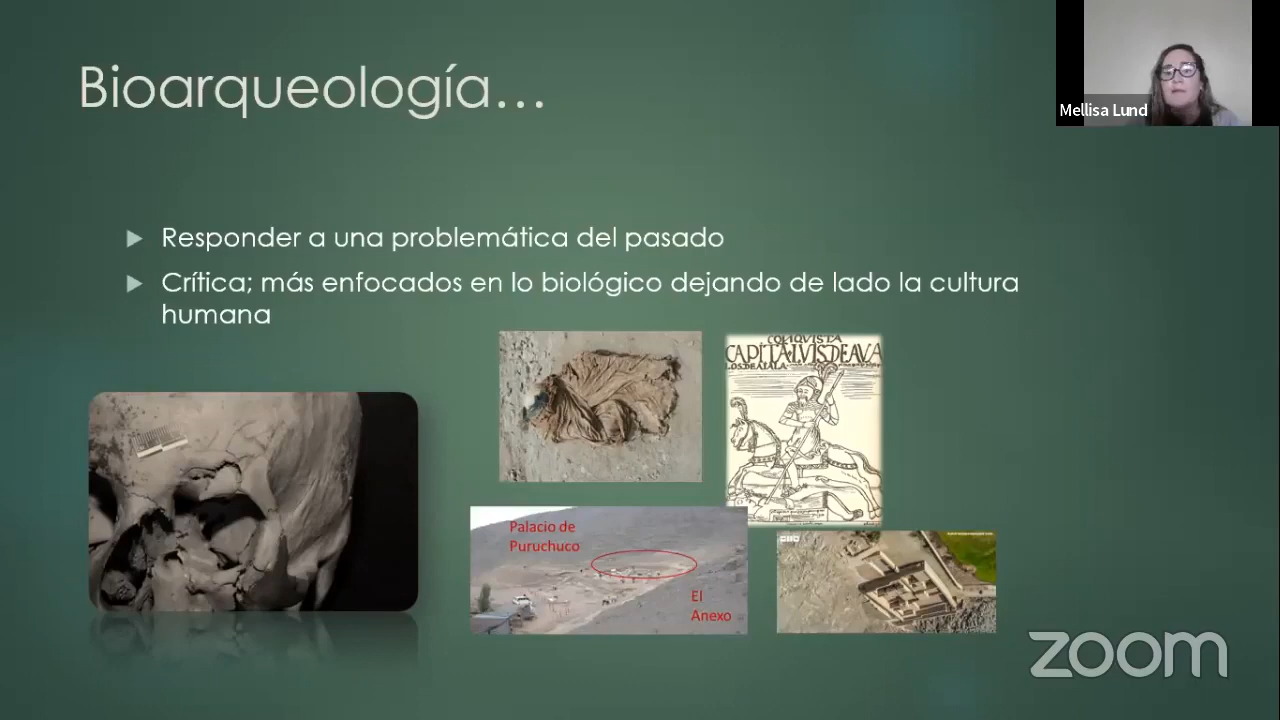 Bioarqueología...
Mellisa Lund
Responder a una problemática del pasado
Crítica; más enfocados en lo biológico dejando de lado la cultura
humana
CONQVISTA
Palacio de
Puruchuco
El
Anexo
zoom